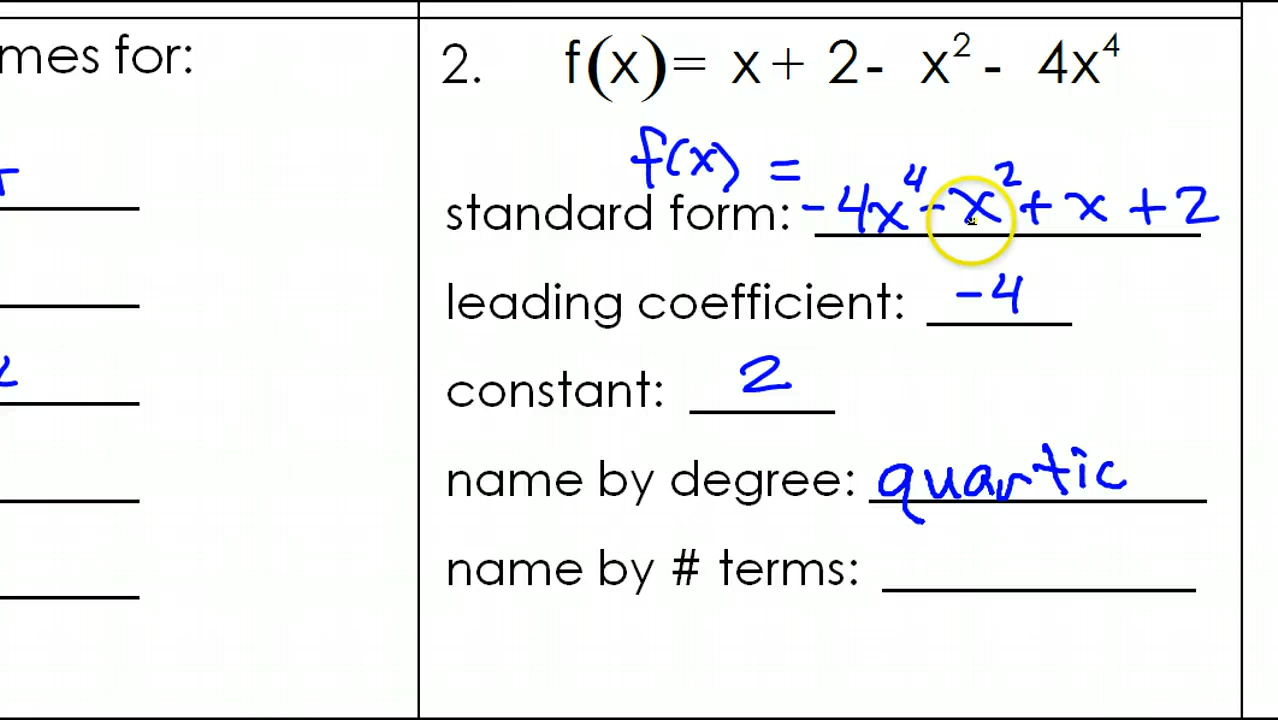 mes for:
2. f(x)= x + 2 - x² - 4x⁴
f(x) =
standard form: -4x⁴ - x² + x + 2
leading coefficient: -4
constant: 2
name by degree: quartic
name by # terms: